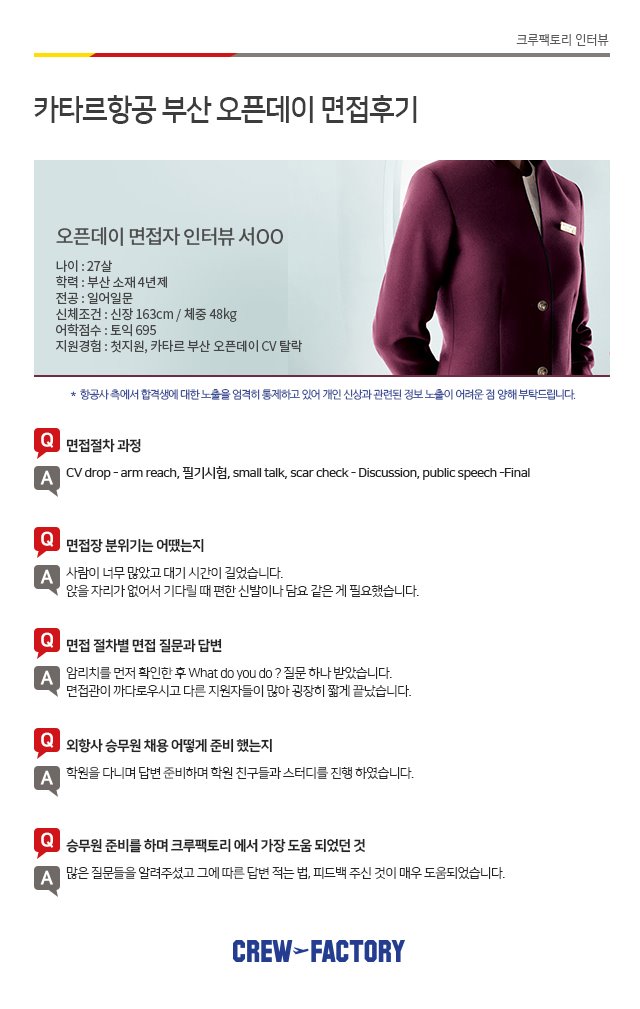 크루팩토리 인터뷰
카타르항공 부산 오픈데이 면접후기
오픈데이 면접자 인터뷰 서OO
나이 : 27살
학력 : 부산 소재 4년제
전공 : 일어일문
신체조건 : 신장 163cm / 체중 48kg
어학점수 : 토익 695
지원경험 : 첫지원, 카타르 부산 오픈데이 CV 탈락
* 항공사 측에서 합격생에 대한 노출을 엄격히 통제하고 있어 개인 신상과 관련된 정보 노출이 어려운 점 양해 부탁드립니다.
Q 면접절차 과정
A CV drop - arm reach, 필기시험, small talk, scar check - Discussion, public speech -Final
Q 면접장 분위기는 어땠는지
A 사람이 너무 많았고 대기 시간이 길었습니다.
앉을 자리가 없어서 기다릴 때 편한 신발이나 담요 같은 게 필요했습니다.
Q 면접 절차별 면접 질문과 답변
A 암리치를 먼저 확인한 후 What do you do ? 질문 하나 받았습니다.
면접관이 까다로우시고 다른 지원자들이 많아 굉장히 짧게 끝났습니다.
Q 외항사 승무원 채용 어떻게 준비 했는지
A 학원을 다니며 답변 준비하며 학원 친구들과 스터디를 진행 하였습니다.
Q 승무원 준비를 하며 크루팩토리 에서 가장 도움 되었던 것
A 많은 질문들을 알려주셨고 그에 따른 답변 적는 법, 피드백 주신 것이 매우 도움되었습니다.
CREW FACTORY